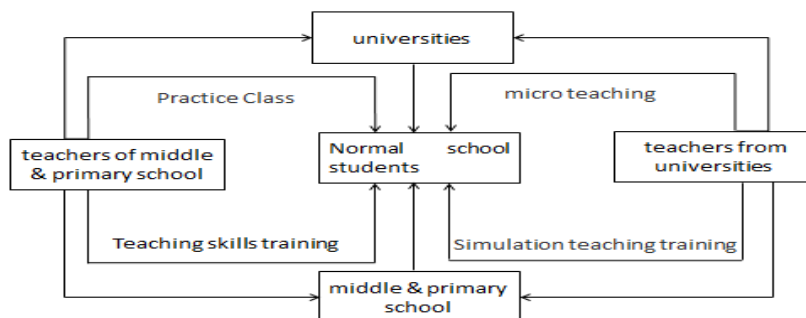 universities
Practice Class
micro teaching
teachers of middle
& primary school
Normal school
students
teachers from
universities
Teaching skills training
Simulation teaching training
middle & primary
school